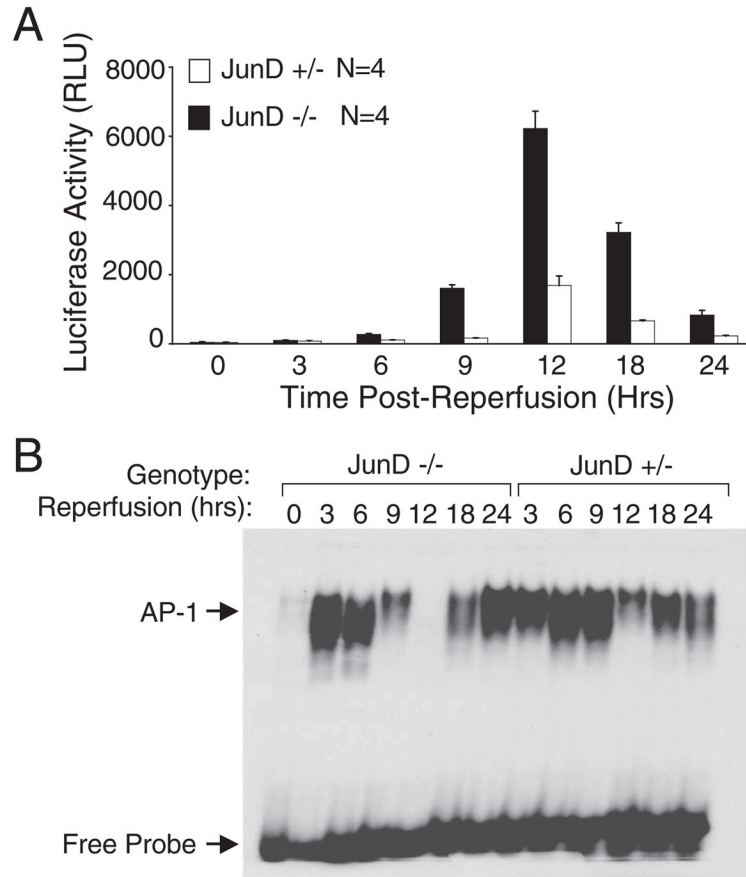 A
Luciferase Activity (RLU)
8000
6000
4000
2000
0
JunD +/- N=4
JunD -/- N=4
0 3 6 9 12 18 24
Time Post-Reperfusion (Hrs)
B
Genotype: JunD -/- JunD +/-
Reperfusion (hrs): 0 3 6 9 12 18 24 3 6 9 12 18 24
AP-1
Free Probe